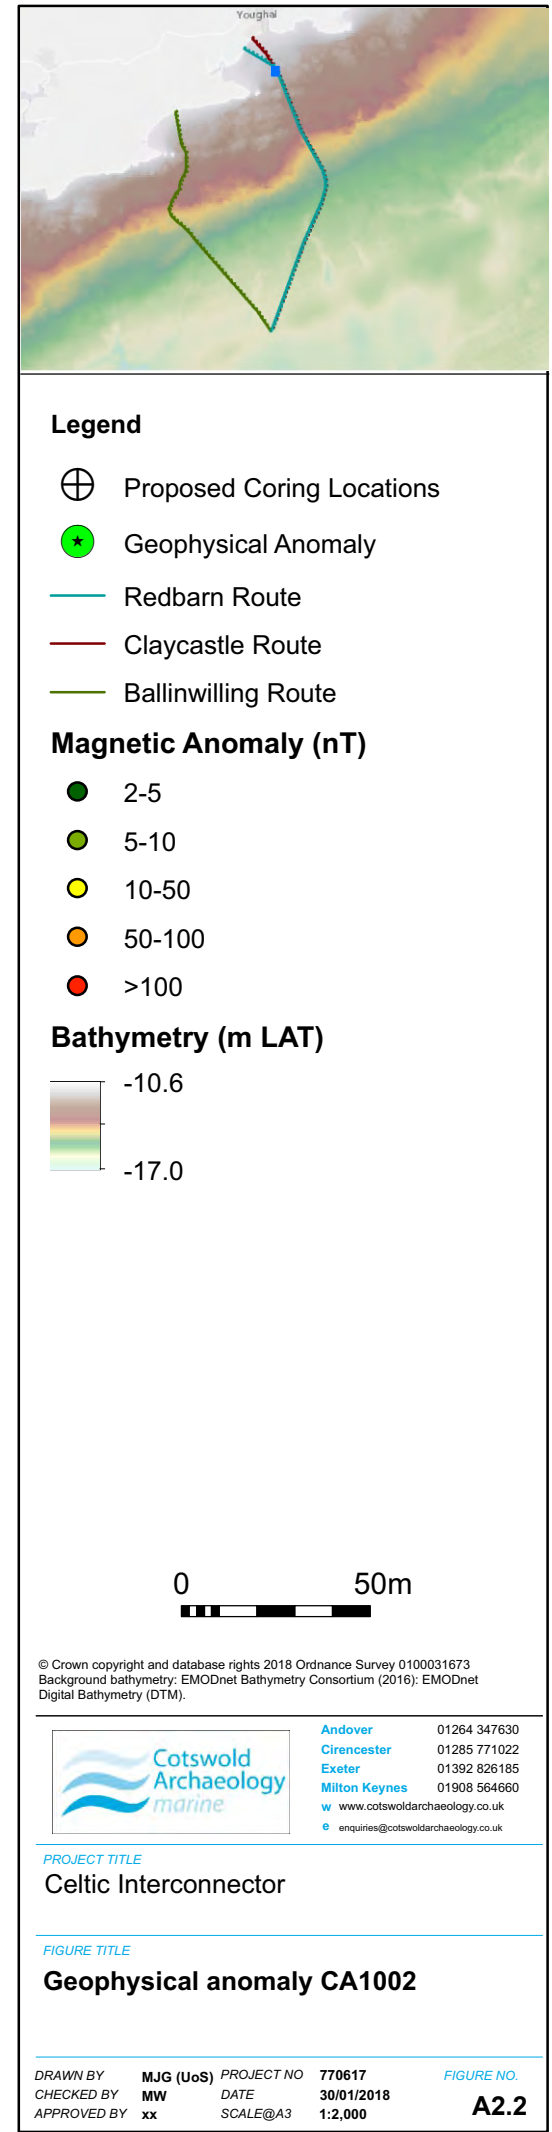 Youghal
Legend
Proposed Coring Locations
Geophysical Anomaly
Redbarn Route
Claycastle Route
Ballinwilling Route
Magnetic Anomaly (nT)
2-5
5-10
10-50
50-100
>100
Bathymetry (m LAT)
-10.6
-17.0
0 50m
© Crown copyright and database rights 2018 Ordnance Survey 0100031673
Background bathymetry: EMODnet Bathymetry Consortium (2016): EMODnet
Digital Bathymetry (DTM).
Cotswold
Archaeology
marine
Andover 01264 347630
Cirencester 01285 771022
Exeter 01392 826185
Milton Keynes 01908 564660
w www.cotswoldarchaeology.co.uk
e enquiries@cotswoldarchaeology.co.uk
PROJECT TITLE
Celtic Interconnector
FIGURE TITLE
Geophysical anomaly CA1002
DRAWN BY MJG (UoS) PROJECT NO 770617 FIGURE NO.
CHECKED BY MW DATE 30/01/2018
APPROVED BY xx SCALE@A3 1:2,000 A2.2